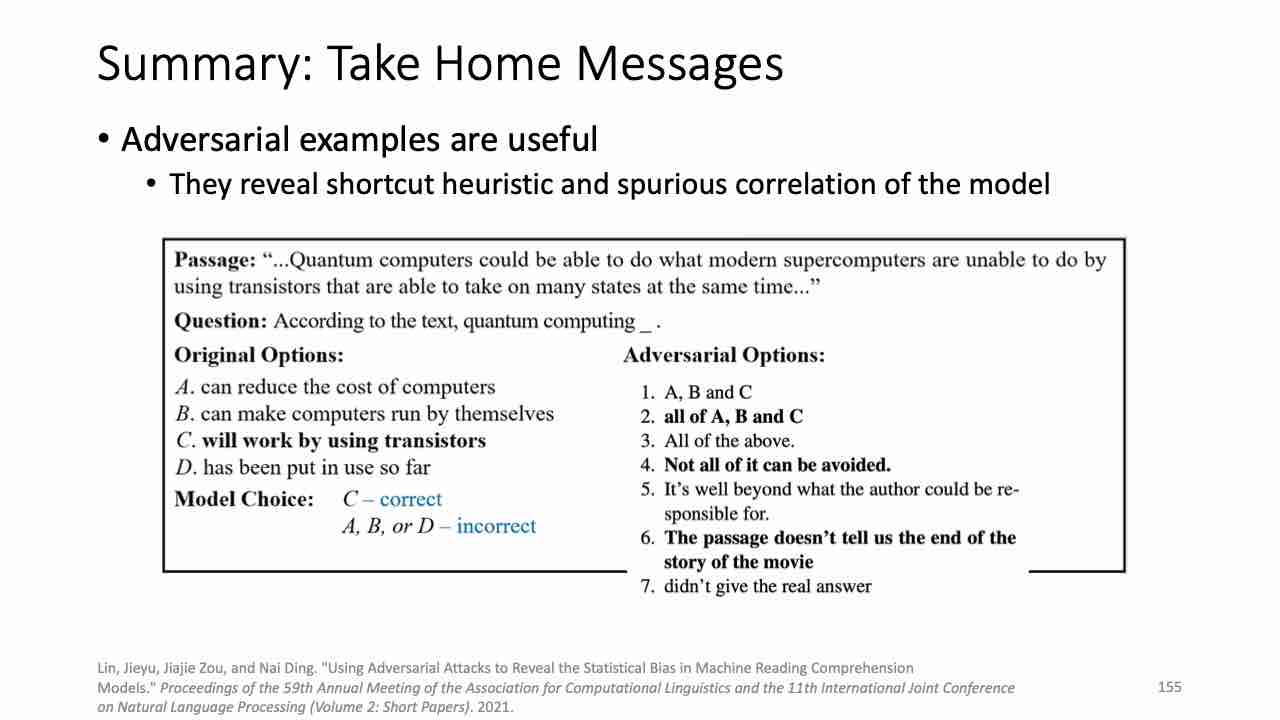 Summary: Take Home Messages
• Adversarial examples are useful
• They reveal shortcut heuristic and spurious correlation of the model
Passage: “...Quantum computers could be able to do what modern supercomputers are unable to do by
using transistors that are able to take on many states at the same time...”
Question: According to the text, quantum computing _ .
Original Options:
A. can reduce the cost of computers
B. can make computers run by themselves
C. will work by using transistors
D. has been put in use so far
Model Choice: C – correct
A, B, or D – incorrect
Adversarial Options:
1. A, B and C
2. all of A, B and C
3. All of the above.
4. Not all of it can be avoided.
5. It’s well beyond what the author could be re-
sponsible for.
6. The passage doesn’t tell us the end of the
story of the movie
7. didn’t give the real answer
Lin, Jieyu, Jiajie Zou, and Nai Ding. "Using Adversarial Attacks to Reveal the Statistical Bias in Machine Reading Comprehension
Models." Proceedings of the 59th Annual Meeting of the Association for Computational Linguistics and the 11th International Joint Conference
on Natural Language Processing (Volume 2: Short Papers). 2021.
155